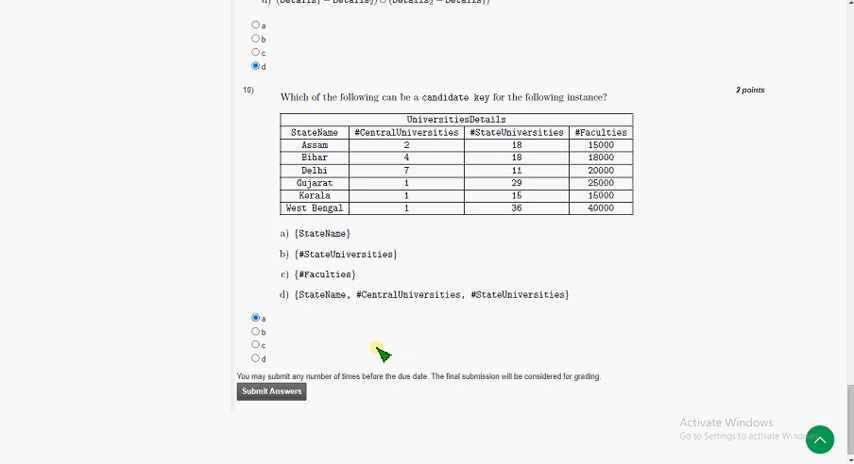 d) (Details₁ − Details₂) ∪ (Details₂ − Details₁)
a
b
c
d
10)
2 points
Which of the following can be a candidate key for the following instance?
UniversitiesDetails
StateName #CentralUniversities #StateUniversities #Faculties
Assam 2 18 15000
Bihar 4 18 18000
Delhi 7 11 20000
Gujarat 1 29 25000
Kerala 1 15 15000
West Bengal 1 36 40000
a) {StateName}
b) {#StateUniversities}
c) {#Faculties}
d) {StateName, #CentralUniversities, #StateUniversities}
a
b
c
d
You may submit any number of times before the due date. The final submission will be considered for grading.
Submit Answers
Activate Windows
Go to Settings to activate Windows